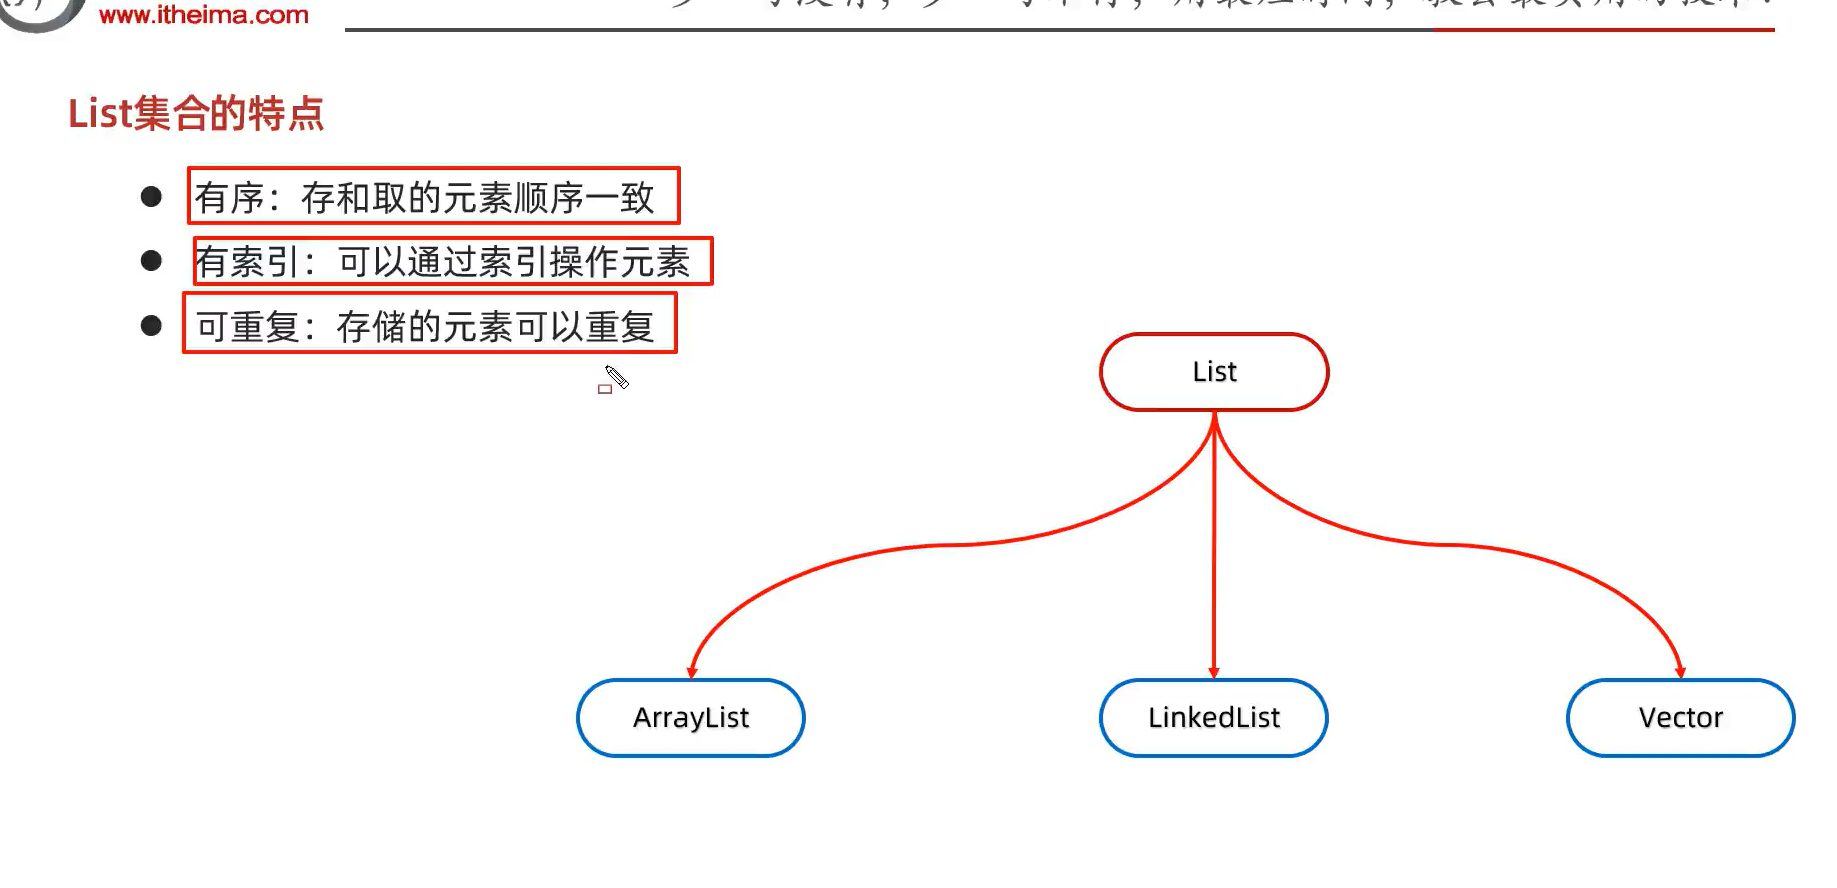 www.itheima.com
List集合的特点
有序：存和取的元素顺序一致
有索引：可以通过索引操作元素
可重复：存储的元素可以重复
List
ArrayList
LinkedList
Vector